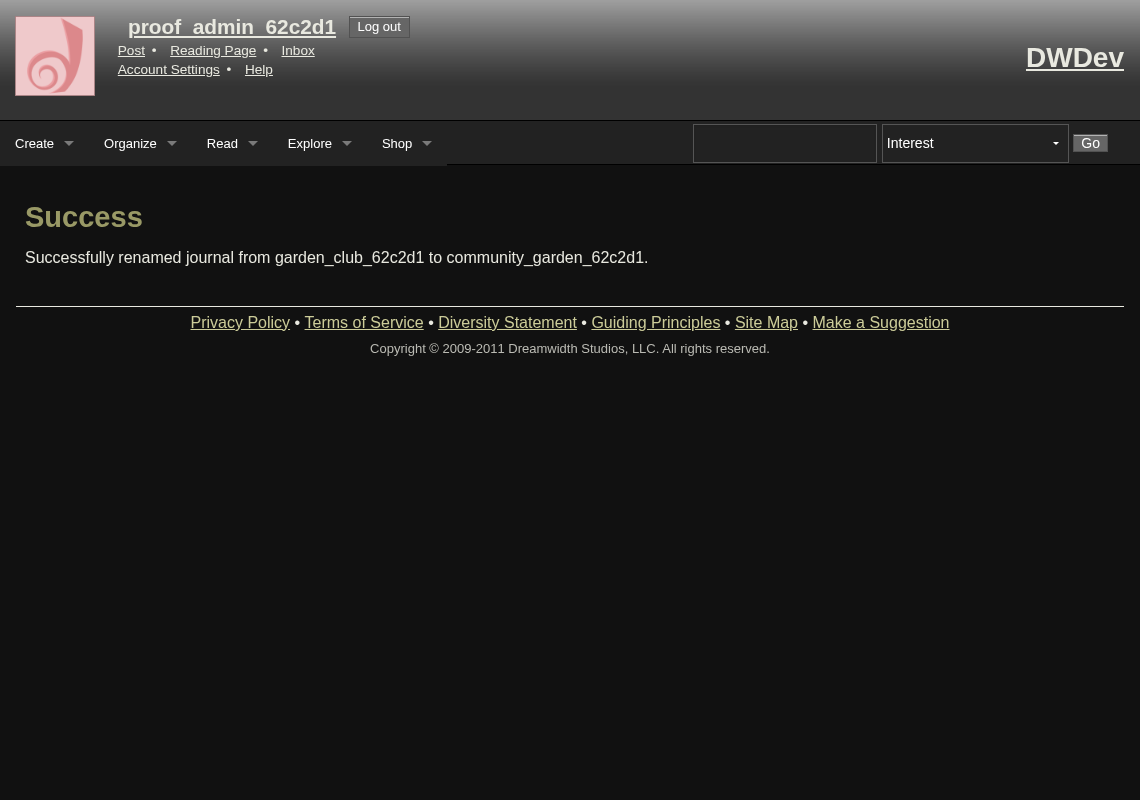 proof_admin_62c2d1 Log out
Post • Reading Page • Inbox
Account Settings • Help
DWDev
Create Organize Read Explore Shop Interest Go
Success
Successfully renamed journal from garden_club_62c2d1 to community_garden_62c2d1.
Privacy Policy • Terms of Service • Diversity Statement • Guiding Principles • Site Map • Make a Suggestion
Copyright © 2009-2011 Dreamwidth Studios, LLC. All rights reserved.